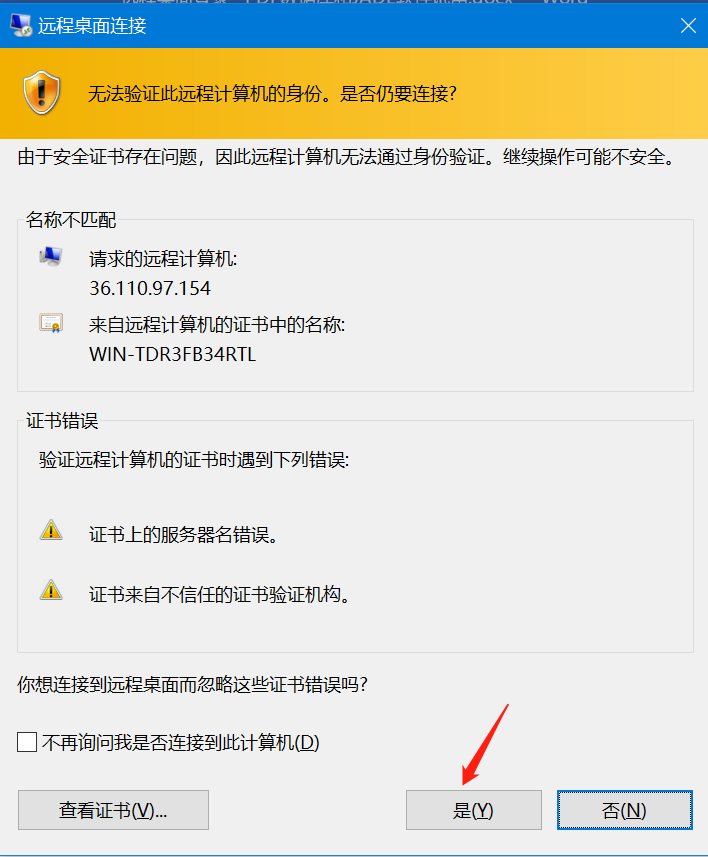 远程桌面连接
无法验证此远程计算机的身份。是否仍要连接?
由于安全证书存在问题，因此远程计算机无法通过身份验证。继续操作可能不安全。
名称不匹配
请求的远程计算机:
36.110.97.154
来自远程计算机的证书中的名称:
WIN-TDR3FB34RTL
证书错误
验证远程计算机的证书时遇到下列错误:
证书上的服务器名错误。
证书来自不信任的证书验证机构。
你想连接到远程桌面而忽略这些证书错误吗?
不再询问我是否连接到此计算机(D)
查看证书(V)... 是(Y) 否(N)